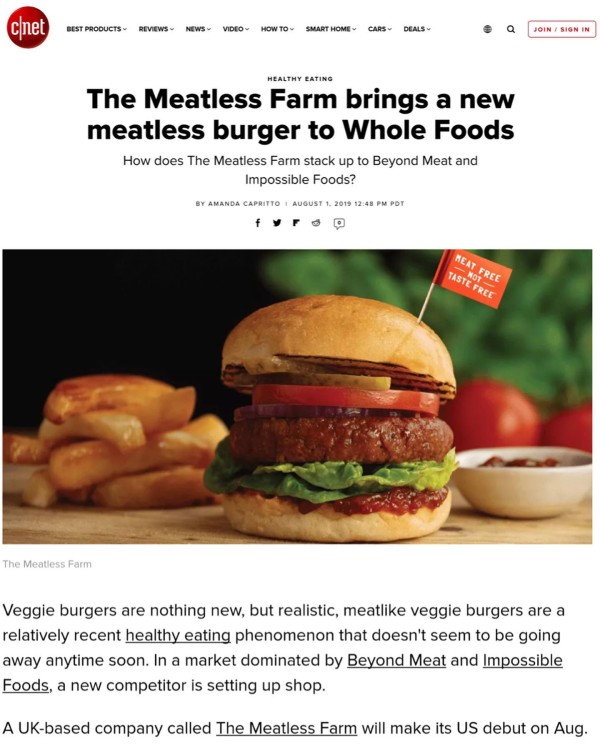 c|net
BEST PRODUCTS REVIEWS NEWS VIDEO HOW TO SMART HOME CARS DEALS JOIN / SIGN IN
HEALTHY EATING
The Meatless Farm brings a new
meatless burger to Whole Foods
How does The Meatless Farm stack up to Beyond Meat and
Impossible Foods?
BY AMANDA CAPRITTO | AUGUST 1, 2019 12:48 PM PDT
0
MEAT FREE
NOT
TASTE FREE
The Meatless Farm
Veggie burgers are nothing new, but realistic, meatlike veggie burgers are a
relatively recent healthy eating phenomenon that doesn't seem to be going
away anytime soon. In a market dominated by Beyond Meat and Impossible
Foods, a new competitor is setting up shop.
A UK-based company called The Meatless Farm will make its US debut on Aug.